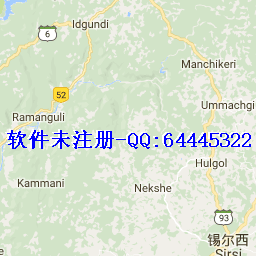 Idgundi
6
Manchikeri
52
Ummachgi
Ramanguli
软件未注册-QQ:64445322
Hulgol
Kammani
Nekshe
93
锡尔西
Sirsi